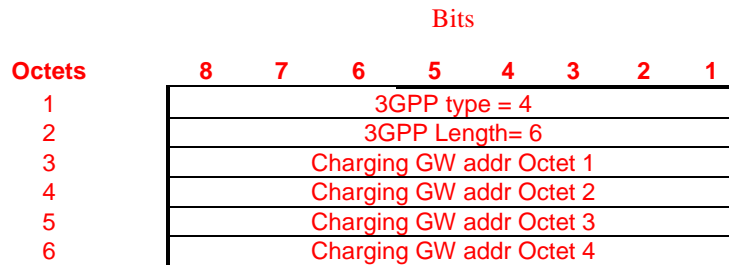 Bits
Octets 8 7 6 5 4 3 2 1
1 3GPP type = 4
2 3GPP Length= 6
3 Charging GW addr Octet 1
4 Charging GW addr Octet 2
5 Charging GW addr Octet 3
6 Charging GW addr Octet 4